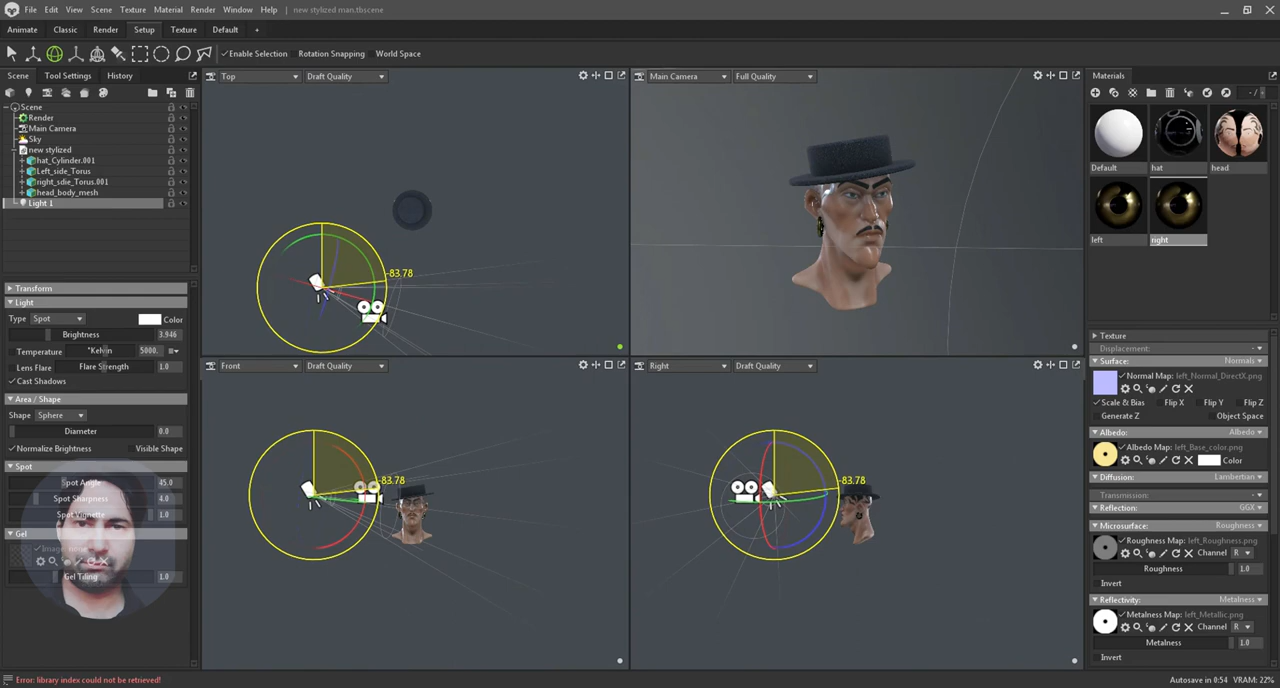 File Edit View Scene Texture Material Render Window Help new stylized man.tbscene
Animate Classic Render Setup Texture Default +
Enable Selection Rotation Snapping World Space
Scene Tool Settings History
Scene
Render
Main Camera
Sky
new stylized
hat_Cylinder.001
Left_side_Torus
right_sdie_Torus.001
head_body_mesh
Light 1
Transform
Light
Type Spot Color
Brightness 3.946
Temperature °Kelvin 5000.
Lens Flare Flare Strength 1.0
Cast Shadows
Area / Shape
Shape Sphere
Diameter 0.0
Normalize Brightness Visible Shape
Spot
Spot Angle 45.0
Spot Sharpness 4.0
Spot Vignette 1.0
Gel
Image: none
Gel Tiling 1.0
Top Draft Quality
-83.78
Main Camera Full Quality
Front Draft Quality
-83.78
Right Draft Quality
-83.78
Materials
- /
Default hat head
left right
Texture
Displacement:
Surface: Normals
Normal Map: left_Normal_DirectX.png
Scale & Bias Flip X Flip Y Flip Z
Generate Z Object Space
Albedo: Albedo
Albedo Map: left_Base_color.png
Color
Diffusion: Lambertian
Transmission:
Reflection: GGX
Microsurface: Roughness
Roughness Map: left_Roughness.png
Channel R
Roughness 1.0
Invert
Reflectivity: Metalness
Metalness Map: left_Metallic.png
Channel R
Metalness 1.0
Invert
Error: library index could not be retrieved!
Autosave in 0:54 VRAM: 22%